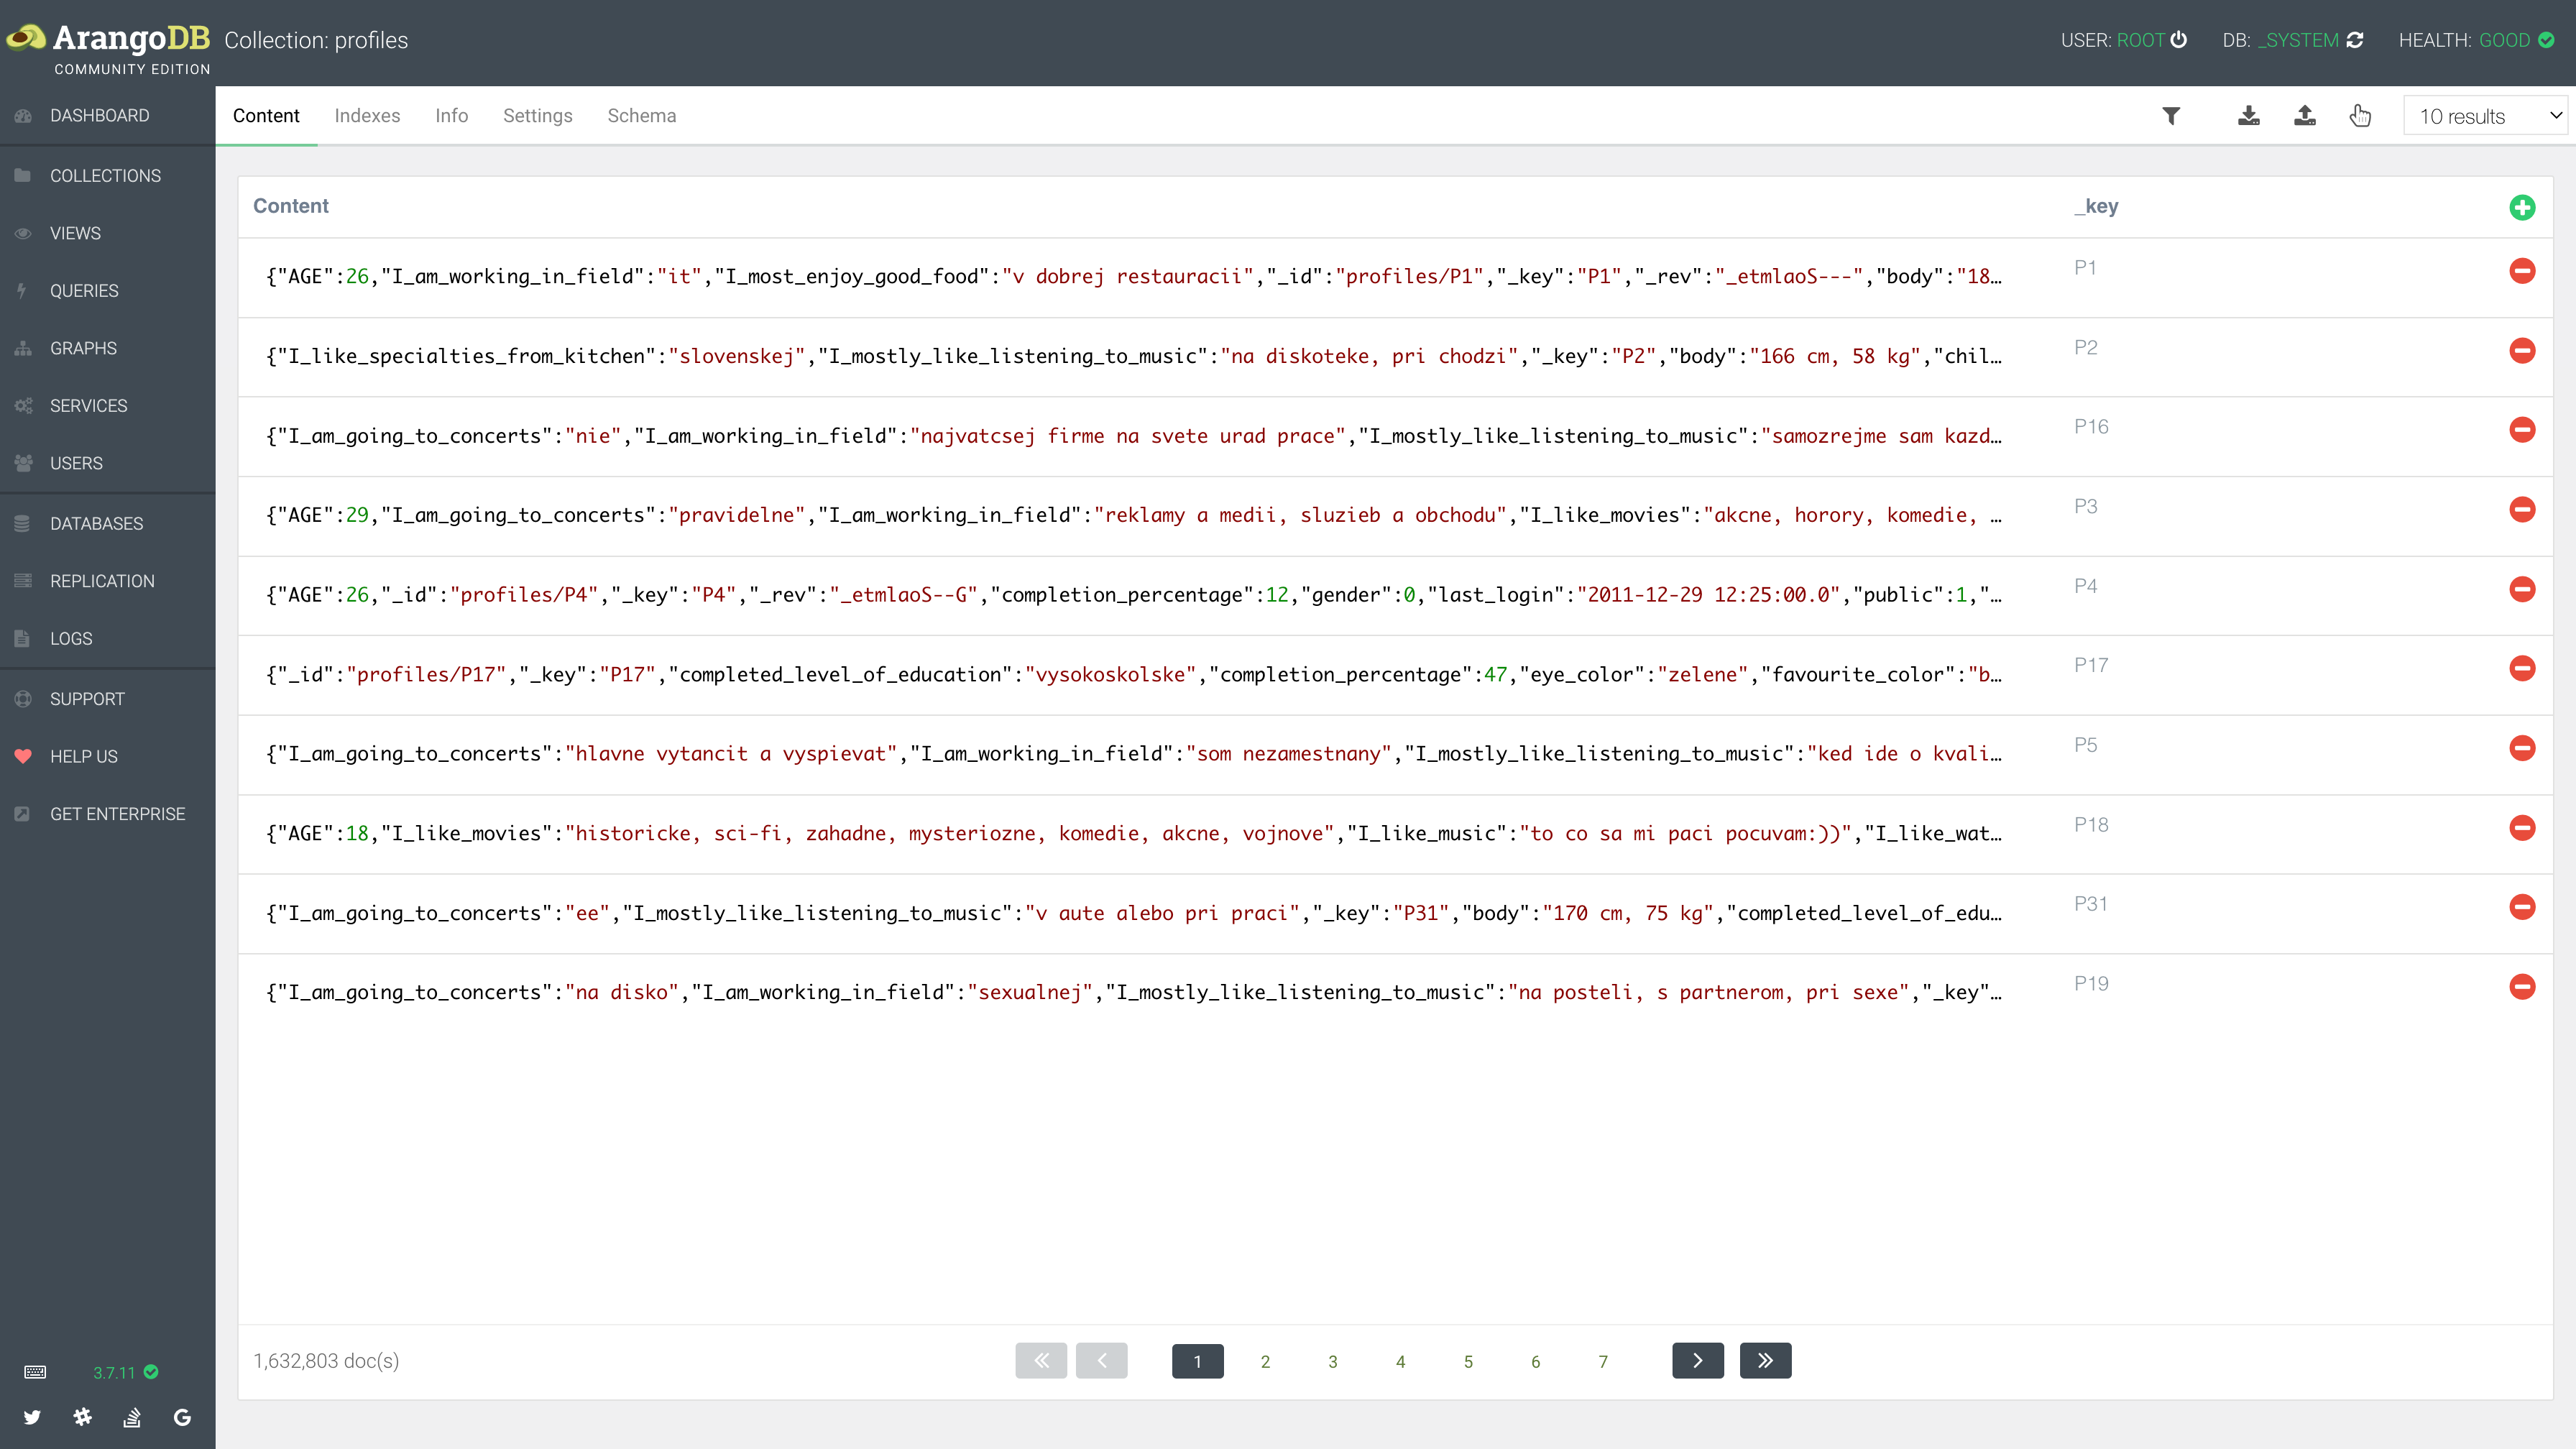 ArangoDB
COMMUNITY EDITION
Collection: profiles
USER: ROOT
DB: _SYSTEM
HEALTH: GOOD
DASHBOARD
COLLECTIONS
VIEWS
QUERIES
GRAPHS
SERVICES
USERS
DATABASES
REPLICATION
LOGS
SUPPORT
HELP US
GET ENTERPRISE
3.7.11
Content Indexes Info Settings Schema
10 results
Content _key
{"AGE":26,"I_am_working_in_field":"it","I_most_enjoy_good_food":"v dobrej restauracii","_id":"profiles/P1","_key":"P1","_rev":"_etmlaoS---","body":"18… P1
{"I_like_specialties_from_kitchen":"slovenskej","I_mostly_like_listening_to_music":"na diskoteke, pri chodzi","_key":"P2","body":"166 cm, 58 kg","chil… P2
{"I_am_going_to_concerts":"nie","I_am_working_in_field":"najvatcsej firme na svete urad prace","I_mostly_like_listening_to_music":"samozrejme sam kazd… P16
{"AGE":29,"I_am_going_to_concerts":"pravidelne","I_am_working_in_field":"reklamy a medii, sluzieb a obchodu","I_like_movies":"akcne, horory, komedie, … P3
{"AGE":26,"_id":"profiles/P4","_key":"P4","_rev":"_etmlaoS--G","completion_percentage":12,"gender":0,"last_login":"2011-12-29 12:25:00.0","public":1,"… P4
{"_id":"profiles/P17","_key":"P17","completed_level_of_education":"vysokoskolske","completion_percentage":47,"eye_color":"zelene","favourite_color":"b… P17
{"I_am_going_to_concerts":"hlavne vytancit a vyspievat","I_am_working_in_field":"som nezamestnany","I_mostly_like_listening_to_music":"ked ide o kvali… P5
{"AGE":18,"I_like_movies":"historicke, sci-fi, zahadne, mysteriozne, komedie, akcne, vojnove","I_like_music":"to co sa mi paci pocuvam:))","I_like_wat… P18
{"I_am_going_to_concerts":"ee","I_mostly_like_listening_to_music":"v aute alebo pri praci","_key":"P31","body":"170 cm, 75 kg","completed_level_of_edu… P31
{"I_am_going_to_concerts":"na disko","I_am_working_in_field":"sexualnej","I_mostly_like_listening_to_music":"na posteli, s partnerom, pri sexe","_key"… P19
1,632,803 doc(s)
1 2 3 4 5 6 7